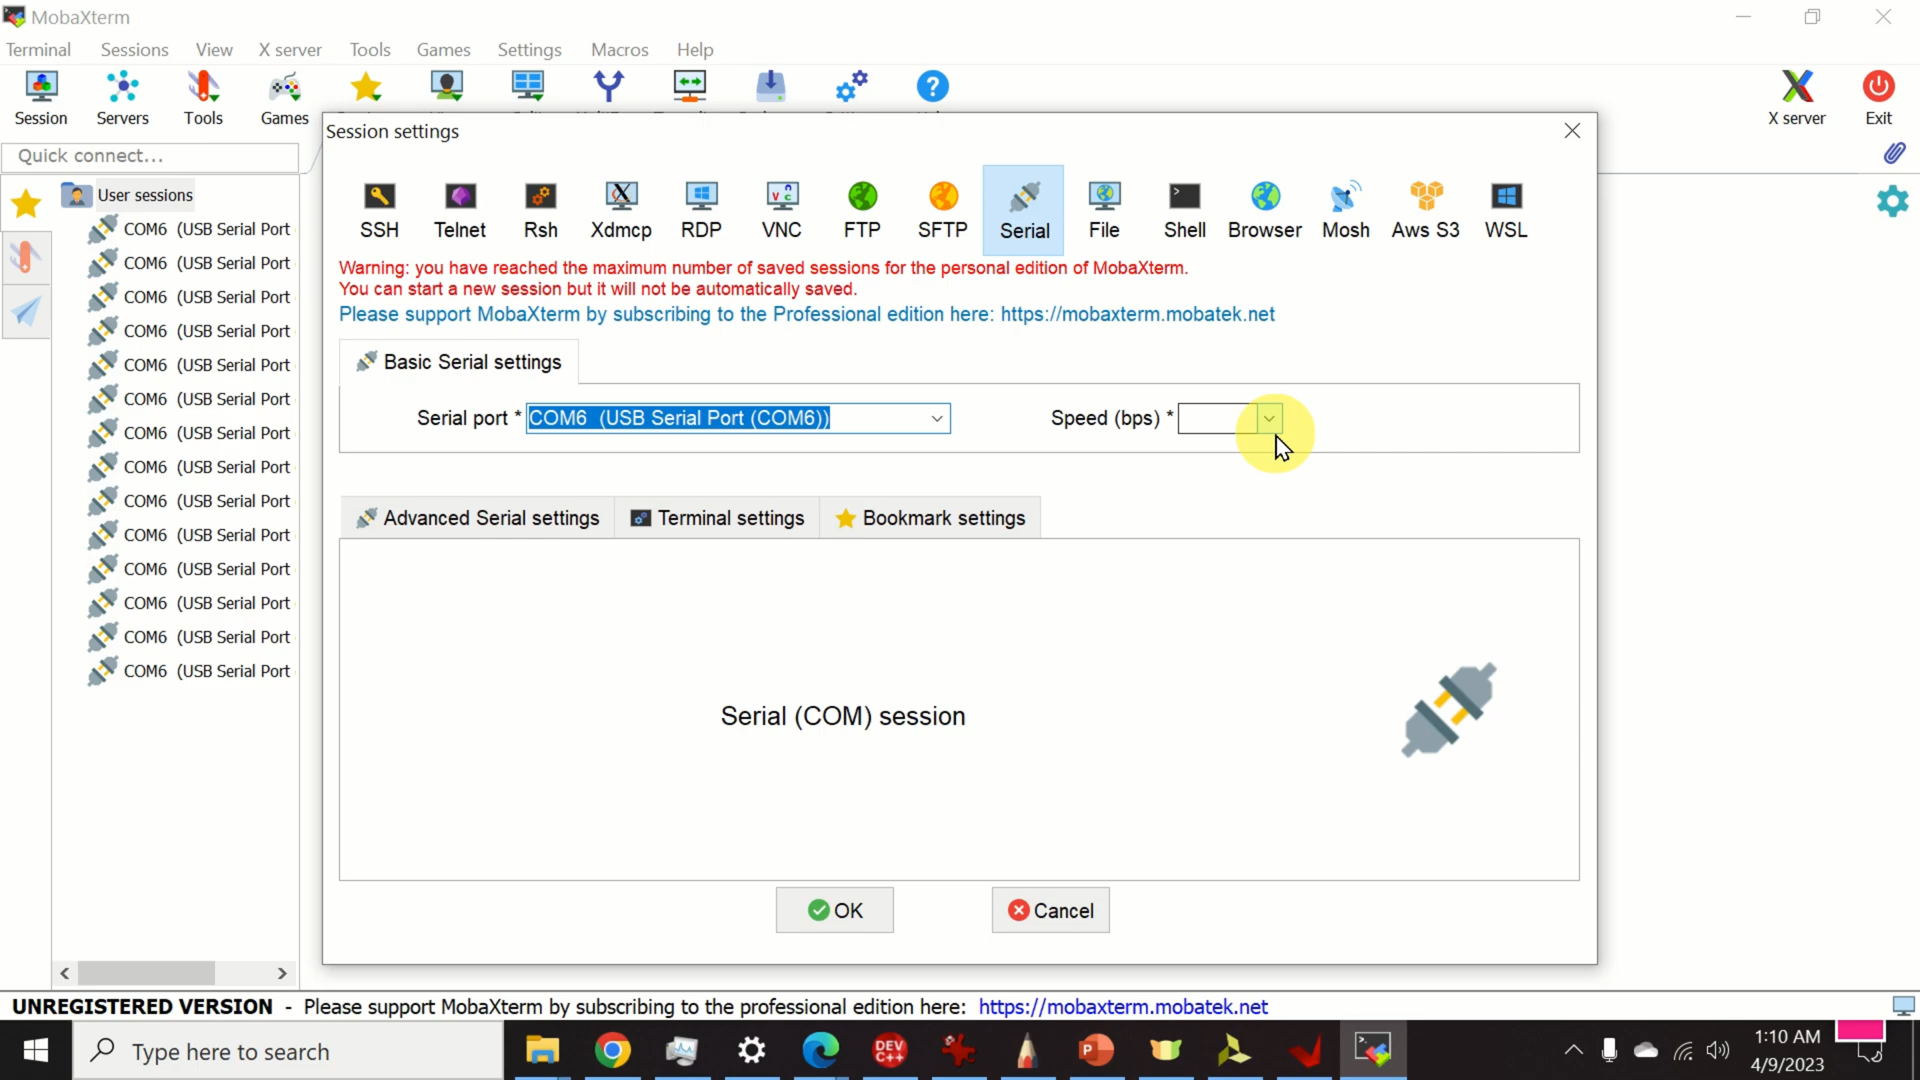 MobaXterm
Terminal Sessions View X server Tools Games Settings Macros Help
Session Servers Tools Games X server Exit
Quick connect...
Session settings
User sessions
COM6 (USB Serial Port
COM6 (USB Serial Port
COM6 (USB Serial Port
COM6 (USB Serial Port
COM6 (USB Serial Port
COM6 (USB Serial Port
COM6 (USB Serial Port
COM6 (USB Serial Port
COM6 (USB Serial Port
COM6 (USB Serial Port
COM6 (USB Serial Port
COM6 (USB Serial Port
COM6 (USB Serial Port
COM6 (USB Serial Port
SSH Telnet Rsh Xdmcp RDP VNC FTP SFTP Serial File Shell Browser Mosh Aws S3 WSL
Warning: you have reached the maximum number of saved sessions for the personal edition of MobaXterm.
You can start a new session but it will not be automatically saved.
Please support MobaXterm by subscribing to the Professional edition here: https://mobaxterm.mobatek.net
Basic Serial settings
Serial port * COM6 (USB Serial Port (COM6)) Speed (bps) *
Advanced Serial settings Terminal settings Bookmark settings
Serial (COM) session
OK Cancel
UNREGISTERED VERSION - Please support MobaXterm by subscribing to the professional edition here: https://mobaxterm.mobatek.net
Type here to search
DEV
C++
1:10 AM
4/9/2023